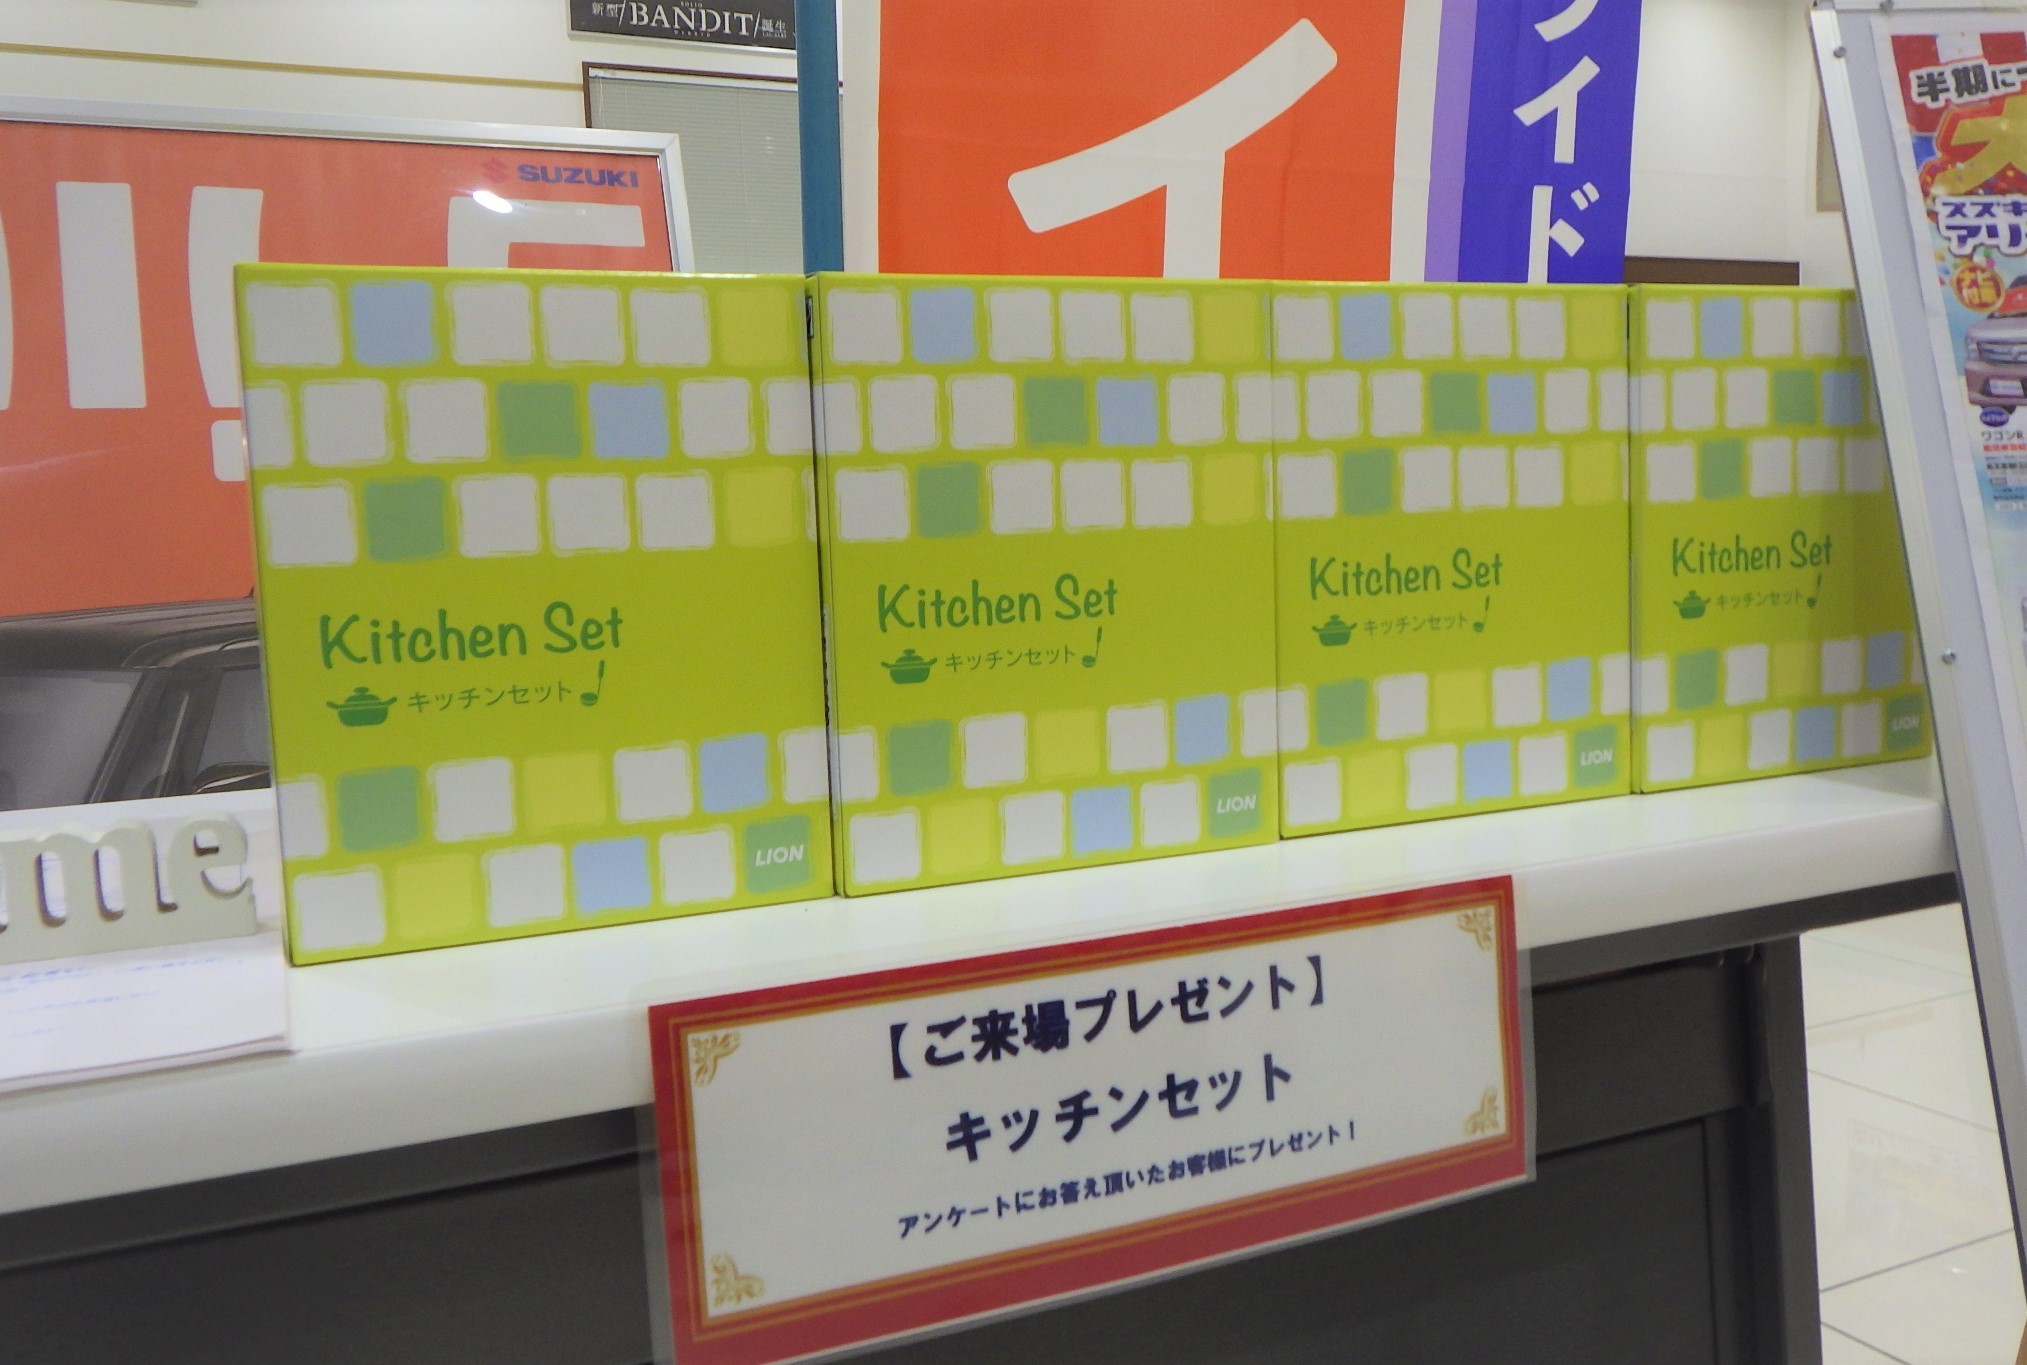 新型/BANDIT/誕生
SUZUKI
イ
イド
半期に一
スズキ
アリ
ナビ
付
ワゴンR
Kitchen Set
キッチンセット
LION
Kitchen Set
キッチンセット
LION
Kitchen Set
キッチンセット
LION
Kitchen Set
キッチンセット
LION
me
【ご来場プレゼント】
キッチンセット
アンケートにお答え頂いたお客様にプレゼント！